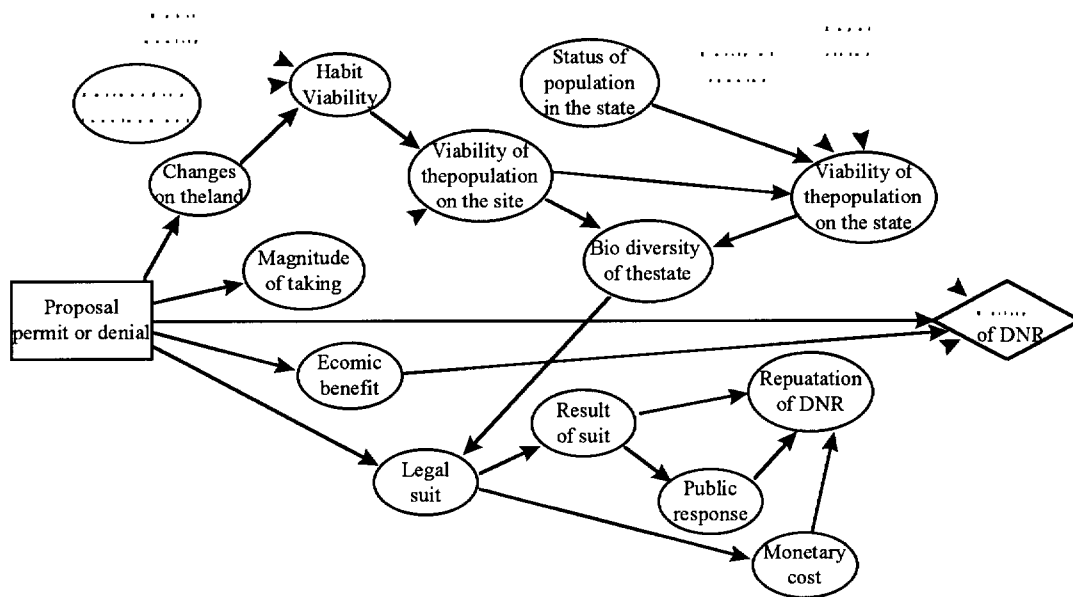 Habit
Viability
Status of
population
in the state
Changes
on theland
Viability of
thepopulation
on the site
Viability of
thepopulation
on the state
Magnitude
of taking
Bio diversity
of thestate
Proposal
permit or denial
of DNR
Ecomic
benefit
Repuatation
of DNR
Result
of suit
Legal
suit
Public
response
Monetary
cost